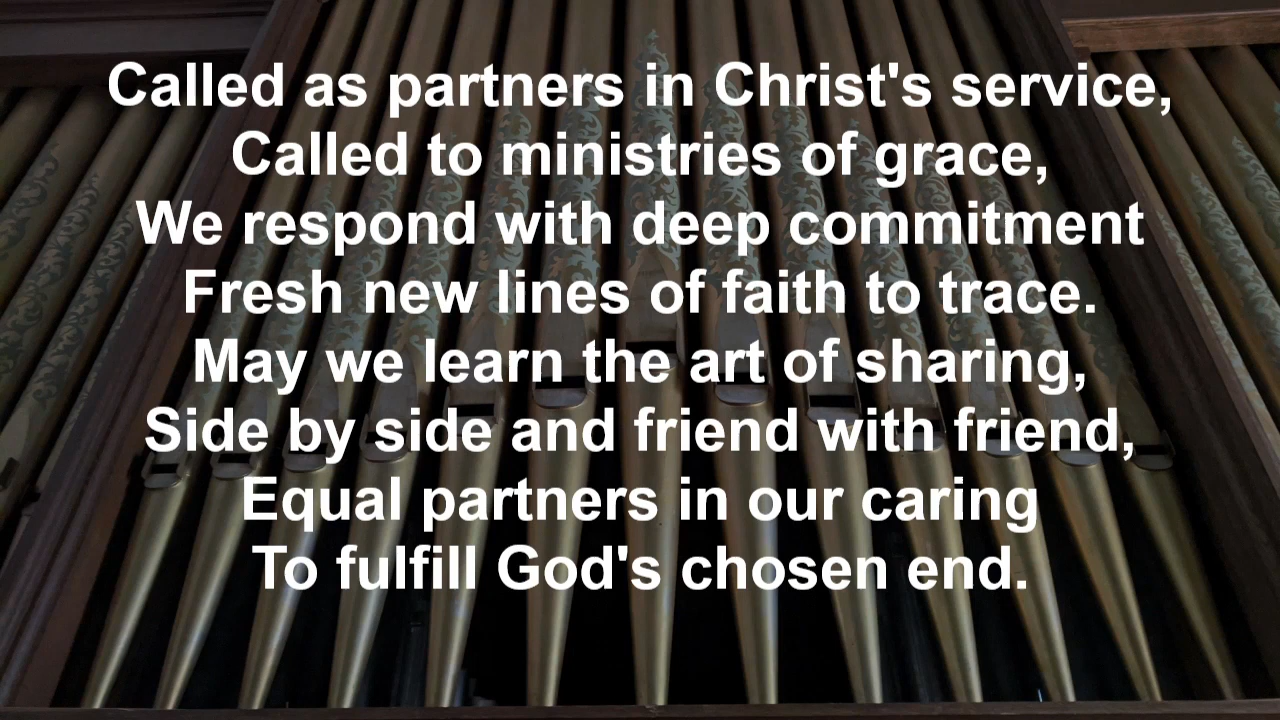 Called as partners in Christ's service,
Called to ministries of grace,
We respond with deep commitment
Fresh new lines of faith to trace.
May we learn the art of sharing,
Side by side and friend with friend,
Equal partners in our caring
To fulfill God's chosen end.